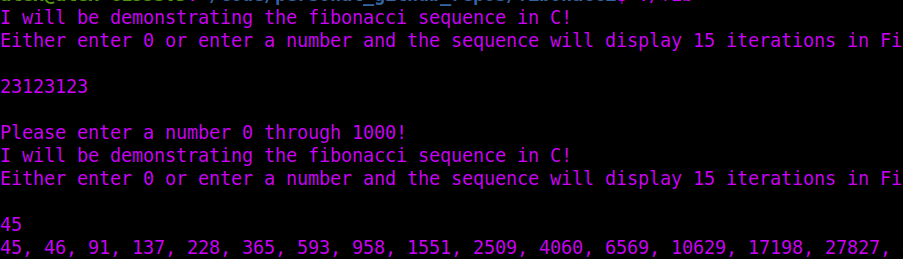 I will be demonstrating the fibonacci sequence in C!
Either enter 0 or enter a number and the sequence will display 15 iterations in Fi
23123123
Please enter a number 0 through 1000!
I will be demonstrating the fibonacci sequence in C!
Either enter 0 or enter a number and the sequence will display 15 iterations in Fi
45
45, 46, 91, 137, 228, 365, 593, 958, 1551, 2509, 4060, 6569, 10629, 17198, 27827,